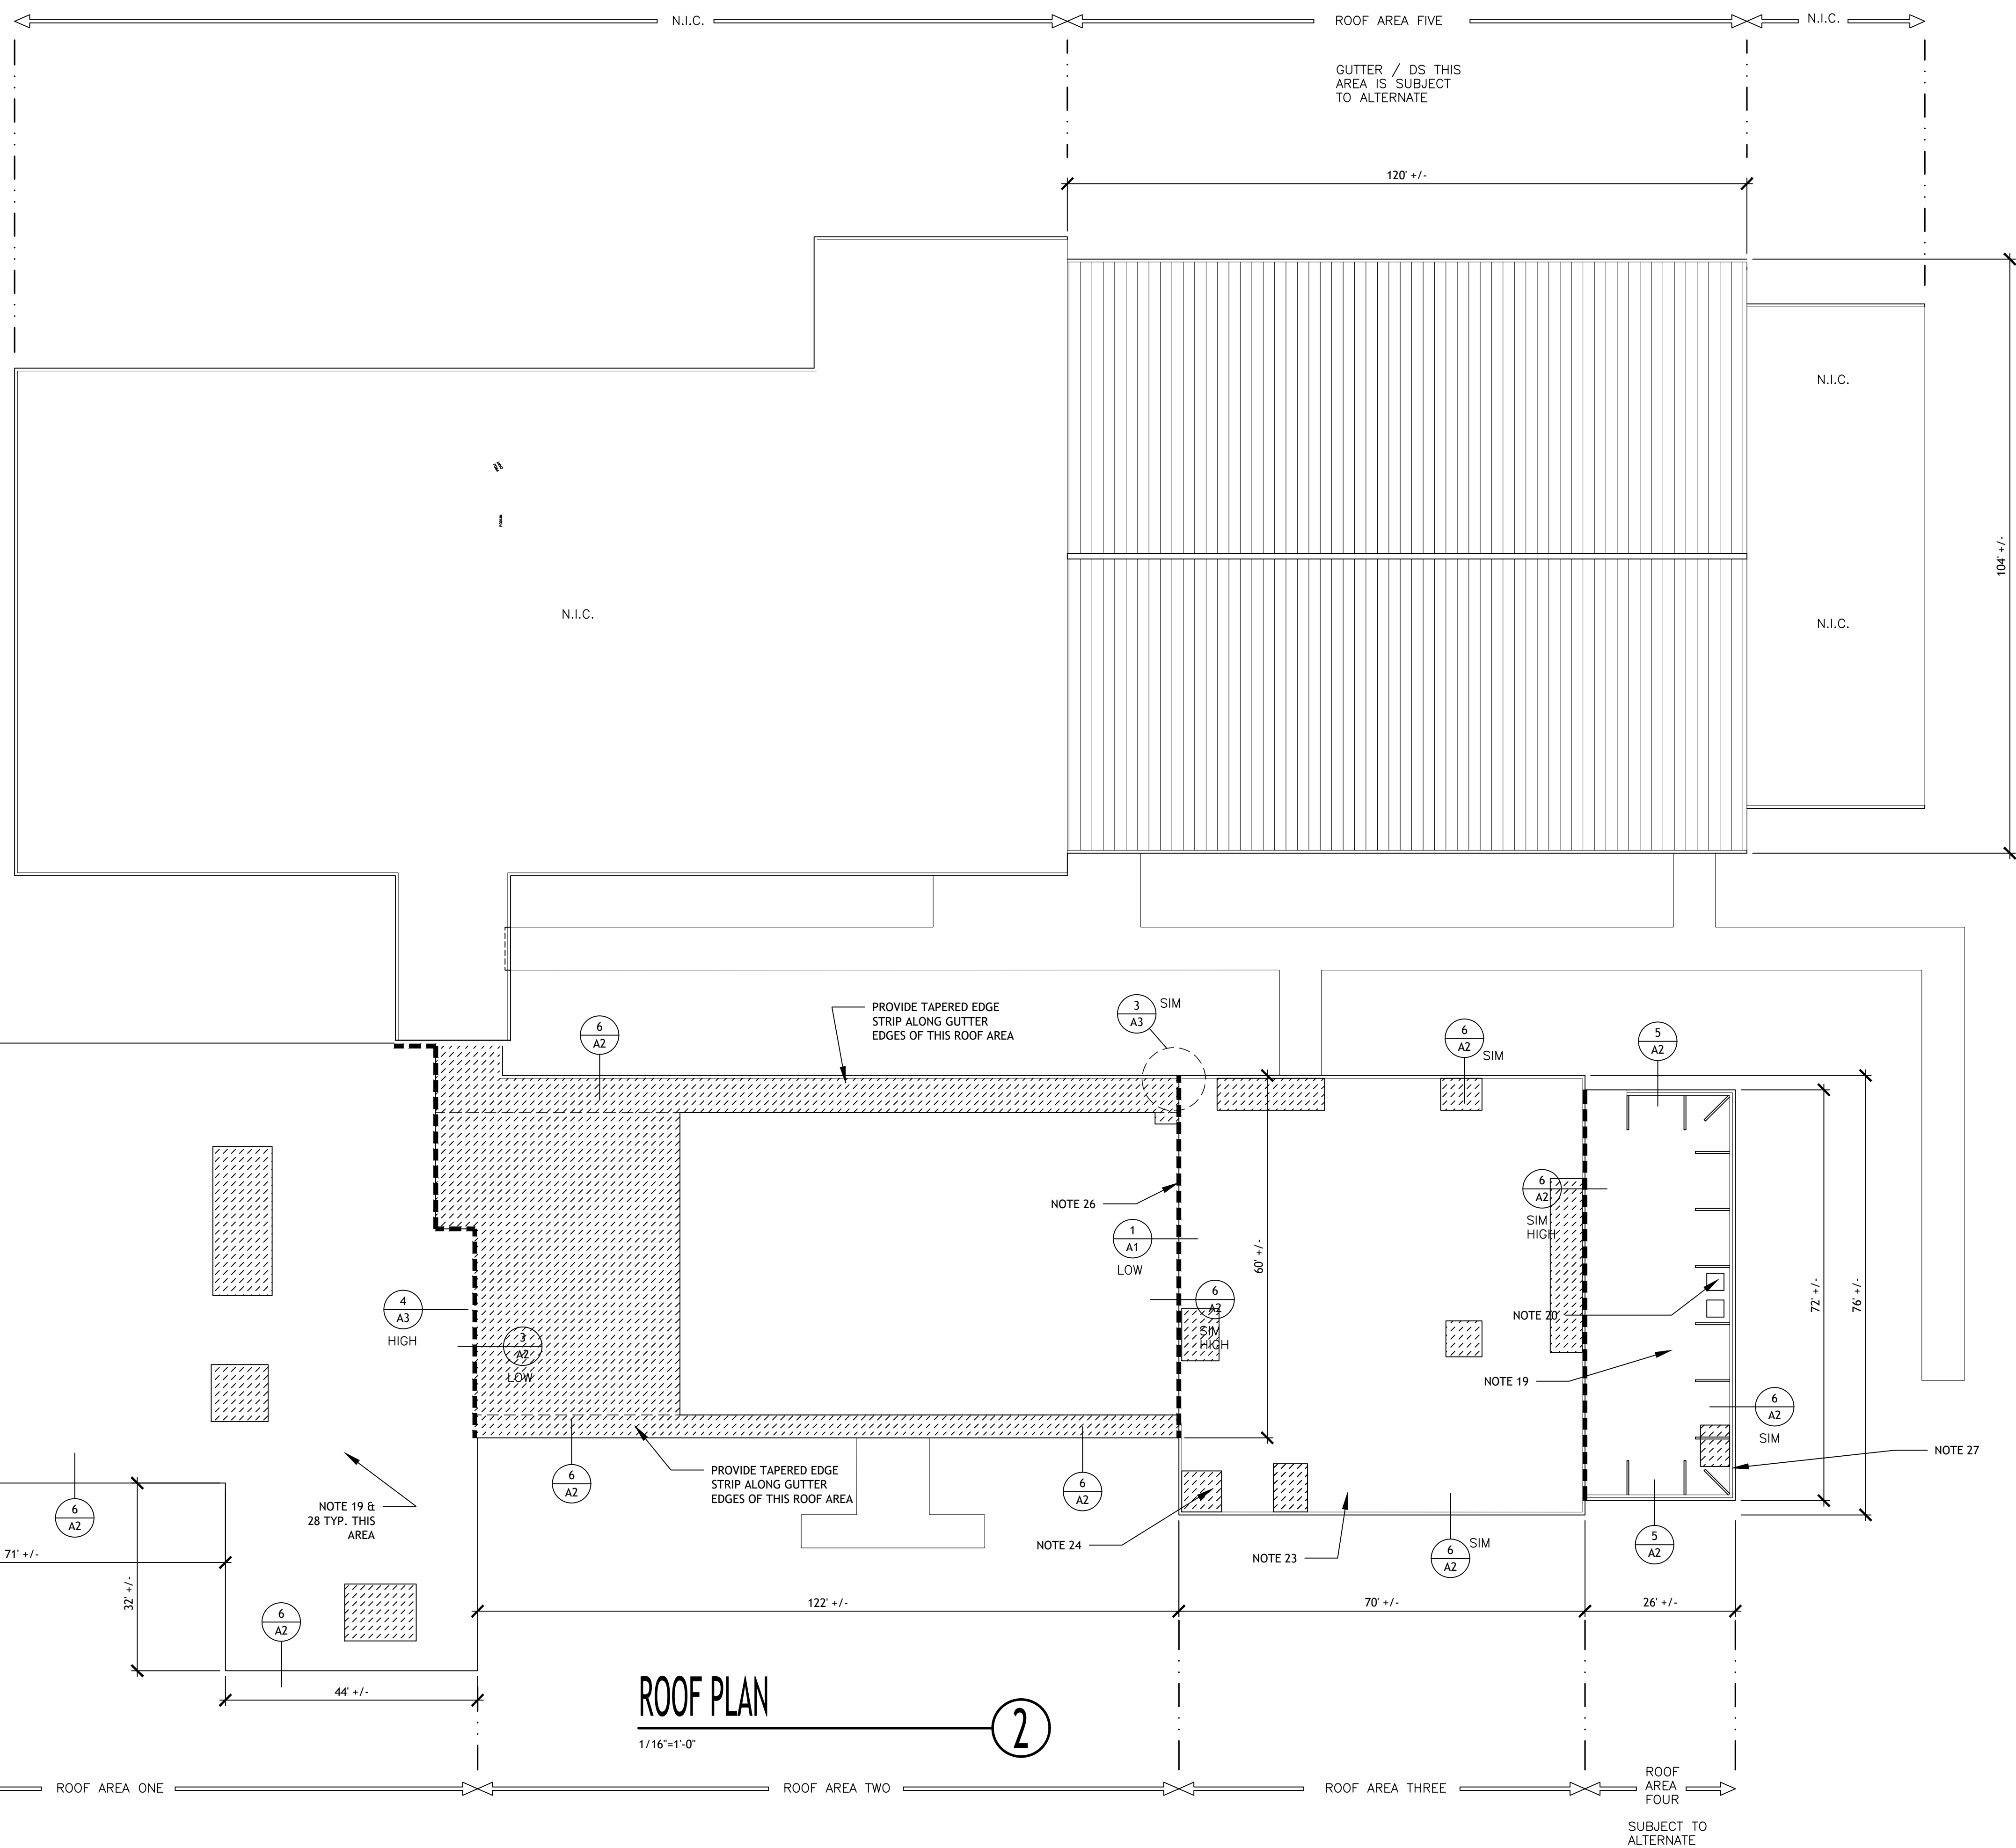 N.I.C.
ROOF AREA FIVE
N.I.C.
GUTTER / DS THIS
AREA IS SUBJECT
TO ALTERNATE
120' +/-
N.I.C.
104' +/-
N.I.C.
N.I.C.
PROVIDE TAPERED EDGE
STRIP ALONG GUTTER
EDGES OF THIS ROOF AREA
6
A2
3
A3
SIM
6
A2
SIM
5
A2
NOTE 26
1
A1
LOW
60' +/-
6
A2
SIM
HIGH
6
A2
SIM
HIGH
4
A3
HIGH
3
A2
LOW
NOTE 20
NOTE 19
72' +/-
76' +/-
6
A2
SIM
NOTE 27
6
A2
NOTE 19 &
28 TYP. THIS
AREA
6
A2
PROVIDE TAPERED EDGE
STRIP ALONG GUTTER
EDGES OF THIS ROOF AREA
6
A2
NOTE 24
NOTE 23
6
A2
SIM
5
A2
71' +/-
32' +/-
6
A2
122' +/-
70' +/-
26' +/-
44' +/-
ROOF PLAN
2
1/16"=1'-0"
ROOF AREA ONE
ROOF AREA TWO
ROOF AREA THREE
ROOF
AREA
FOUR
SUBJECT TO
ALTERNATE